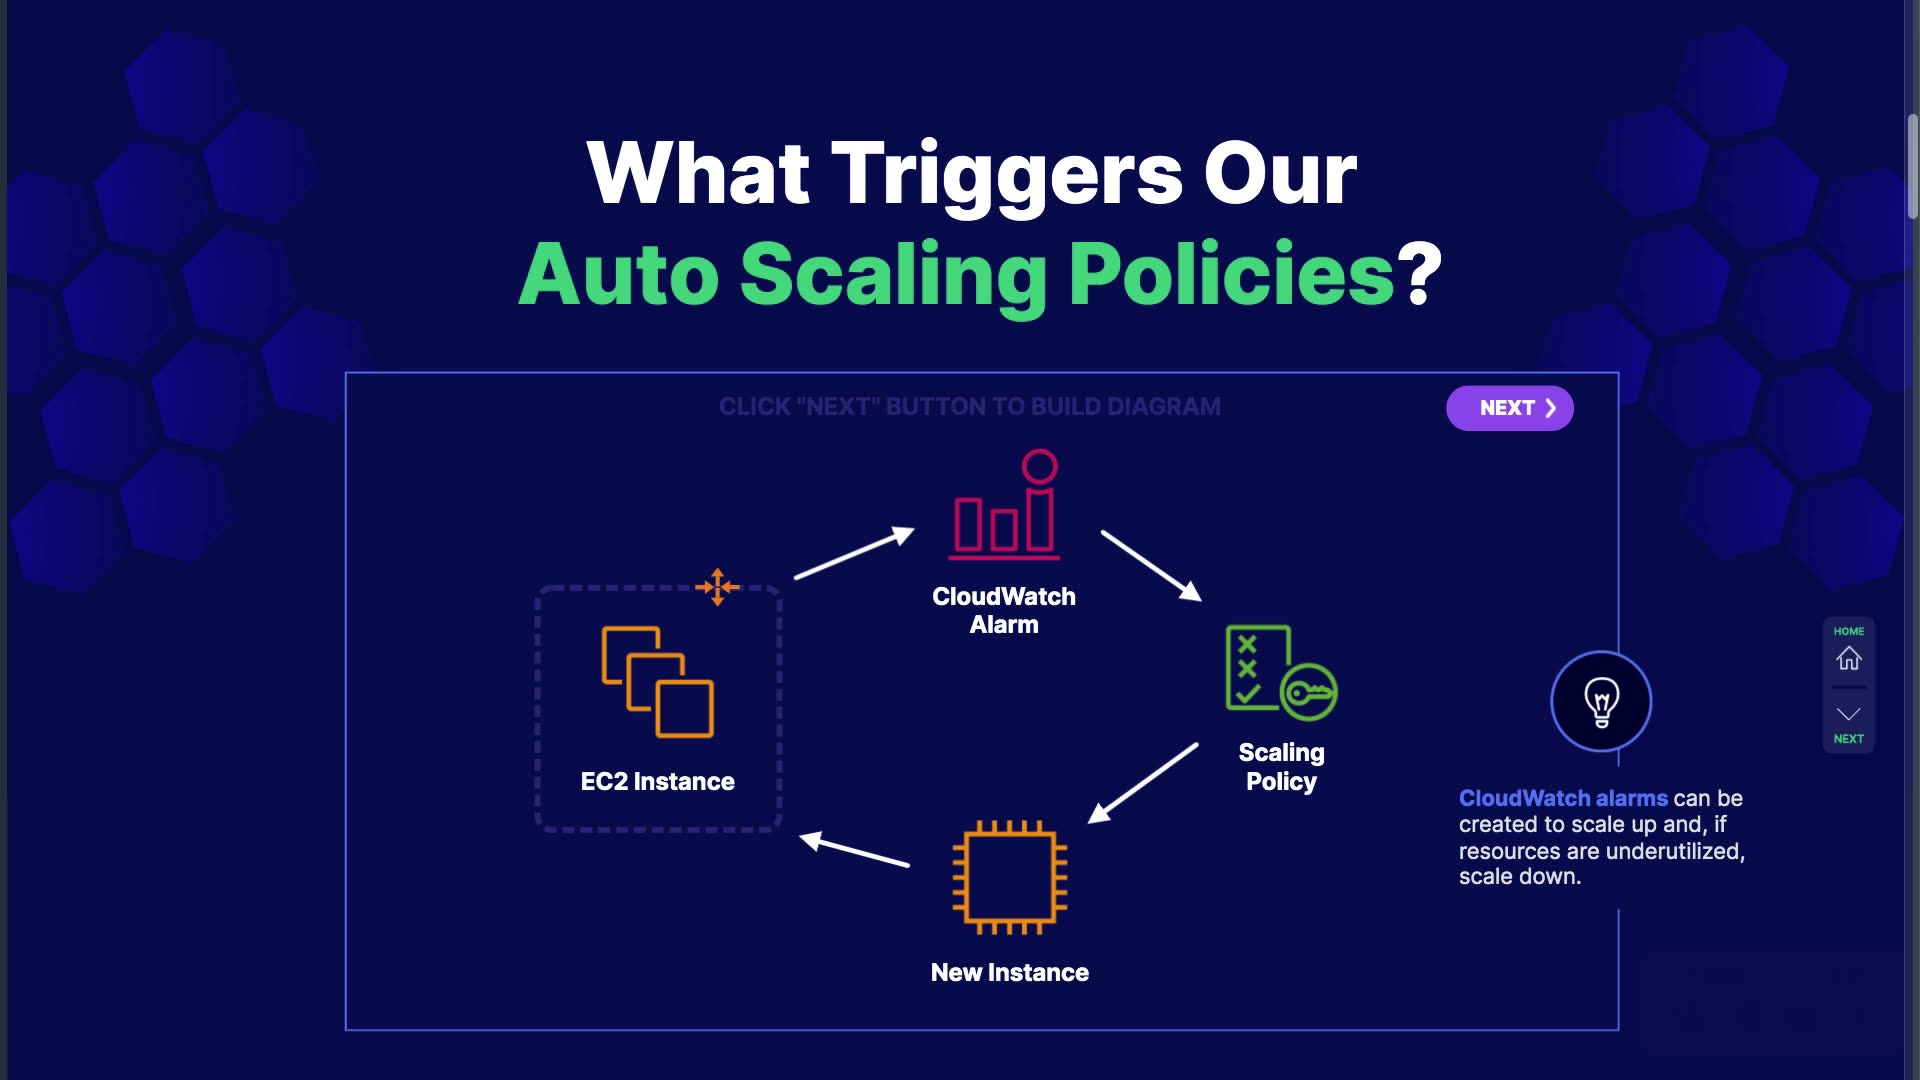 What Triggers Our
Auto Scaling Policies?
CLICK "NEXT" BUTTON TO BUILD DIAGRAM
NEXT
CloudWatch
Alarm
EC2 Instance
Scaling
Policy
New Instance
CloudWatch alarms can be
created to scale up and, if
resources are underutilized,
scale down.
HOME
NEXT